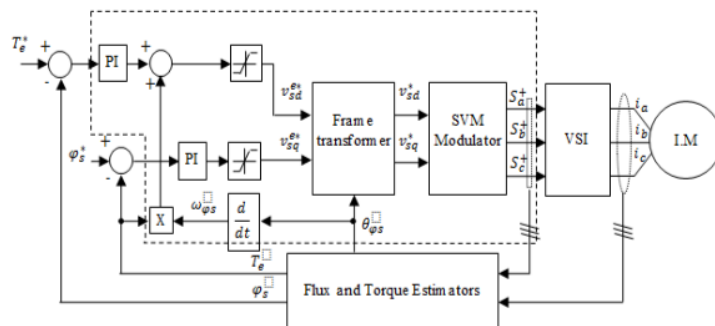 T_e^* + - PI + + v_sd^e* v_sd^* S_a^+ i_a
Frame transformer
SVM Modulator
S_b^+ VSI i_b I.M
φ_s^* + - PI v_sq^e* v_sq^* S_c^+ i_c
X ω_φs^□ d/dt θ_φs^□
T_e^□
φ_s^□
Flux and Torque Estimators